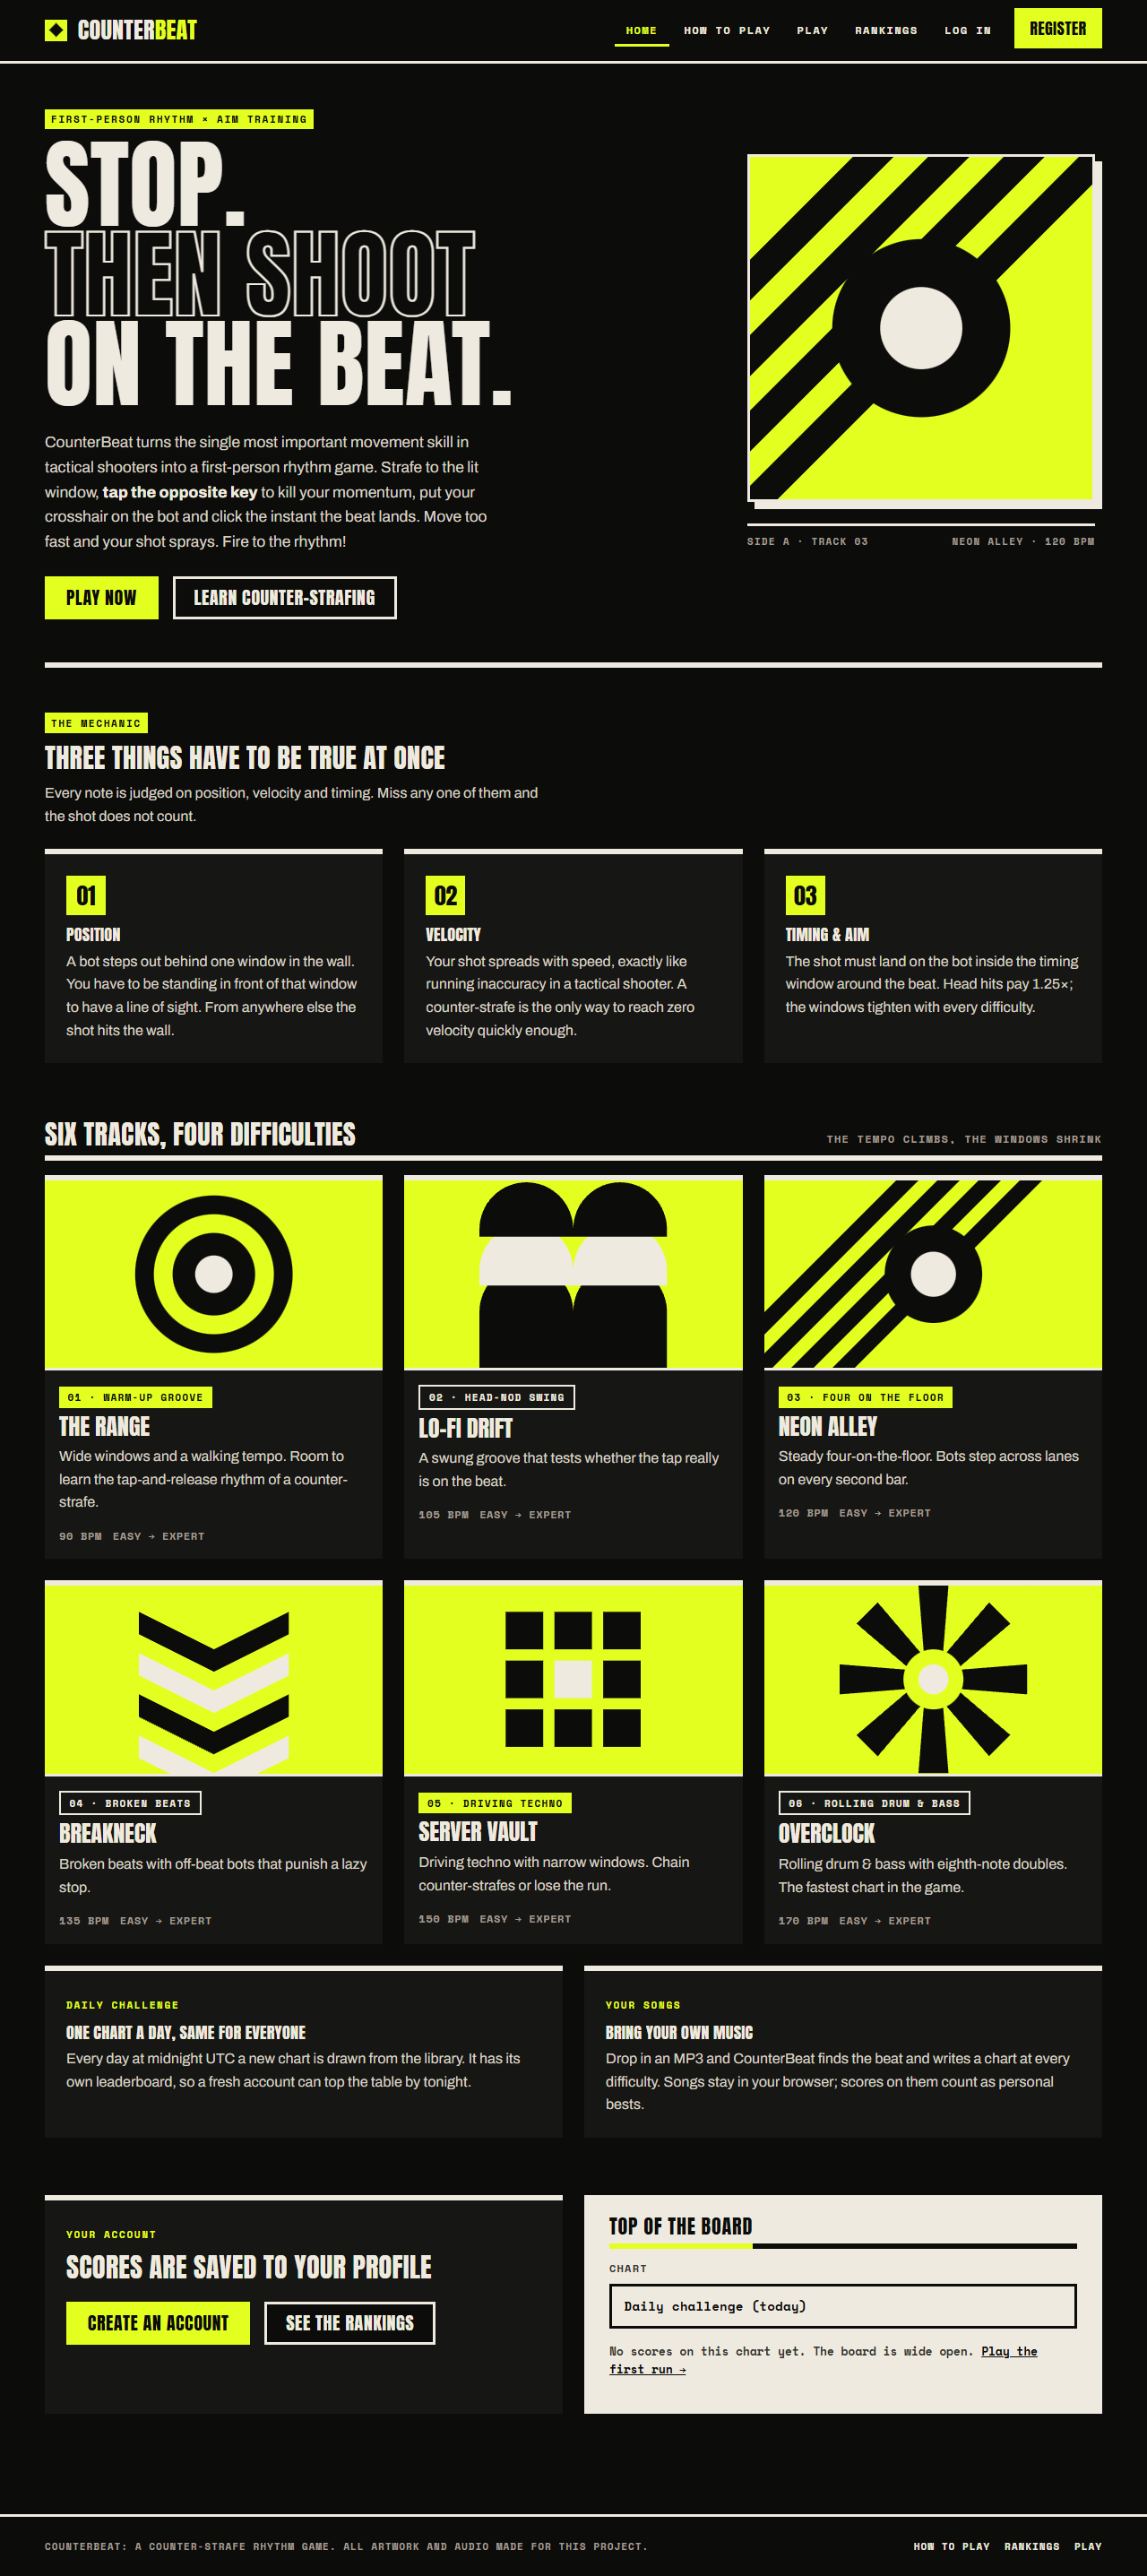 COUNTERBEAT
HOME HOW TO PLAY PLAY RANKINGS LOG IN REGISTER
FIRST-PERSON RHYTHM × AIM TRAINING
STOP.
THEN SHOOT
ON THE BEAT.
CounterBeat turns the single most important movement skill in
tactical shooters into a first-person rhythm game. Strafe to the lit
window, tap the opposite key to kill your momentum, put your
crosshair on the bot and click the instant the beat lands. Move too
fast and your shot sprays. Fire to the rhythm!
PLAY NOW LEARN COUNTER-STRAFING
SIDE A · TRACK 03 NEON ALLEY · 120 BPM
THE MECHANIC
THREE THINGS HAVE TO BE TRUE AT ONCE
Every note is judged on position, velocity and timing. Miss any one of them and
the shot does not count.
01
POSITION
A bot steps out behind one window in the wall.
You have to be standing in front of that window
to have a line of sight. From anywhere else the
shot hits the wall.
02
VELOCITY
Your shot spreads with speed, exactly like
running inaccuracy in a tactical shooter. A
counter-strafe is the only way to reach zero
velocity quickly enough.
03
TIMING & AIM
The shot must land on the bot inside the timing
window around the beat. Head hits pay 1.25×;
the windows tighten with every difficulty.
SIX TRACKS, FOUR DIFFICULTIES
THE TEMPO CLIMBS, THE WINDOWS SHRINK
01 · WARM-UP GROOVE
THE RANGE
Wide windows and a walking tempo. Room to
learn the tap-and-release rhythm of a counter-
strafe.
90 BPM EASY → EXPERT
02 · HEAD-NOD SWING
LO-FI DRIFT
A swung groove that tests whether the tap really
is on the beat.
105 BPM EASY → EXPERT
03 · FOUR ON THE FLOOR
NEON ALLEY
Steady four-on-the-floor. Bots step across lanes
on every second bar.
120 BPM EASY → EXPERT
04 · BROKEN BEATS
BREAKNECK
Broken beats with off-beat bots that punish a lazy
stop.
135 BPM EASY → EXPERT
05 · DRIVING TECHNO
SERVER VAULT
Driving techno with narrow windows. Chain
counter-strafes or lose the run.
150 BPM EASY → EXPERT
06 · ROLLING DRUM & BASS
OVERCLOCK
Rolling drum & bass with eighth-note doubles.
The fastest chart in the game.
170 BPM EASY → EXPERT
DAILY CHALLENGE
ONE CHART A DAY, SAME FOR EVERYONE
Every day at midnight UTC a new chart is drawn from the library. It has its
own leaderboard, so a fresh account can top the table by tonight.
YOUR SONGS
BRING YOUR OWN MUSIC
Drop in an MP3 and CounterBeat finds the beat and writes a chart at every
difficulty. Songs stay in your browser; scores on them count as personal
bests.
YOUR ACCOUNT
SCORES ARE SAVED TO YOUR PROFILE
CREATE AN ACCOUNT SEE THE RANKINGS
TOP OF THE BOARD
CHART
Daily challenge (today)
No scores on this chart yet. The board is wide open. Play the
first run →
COUNTERBEAT: A COUNTER-STRAFE RHYTHM GAME. ALL ARTWORK AND AUDIO MADE FOR THIS PROJECT.
HOW TO PLAY RANKINGS PLAY